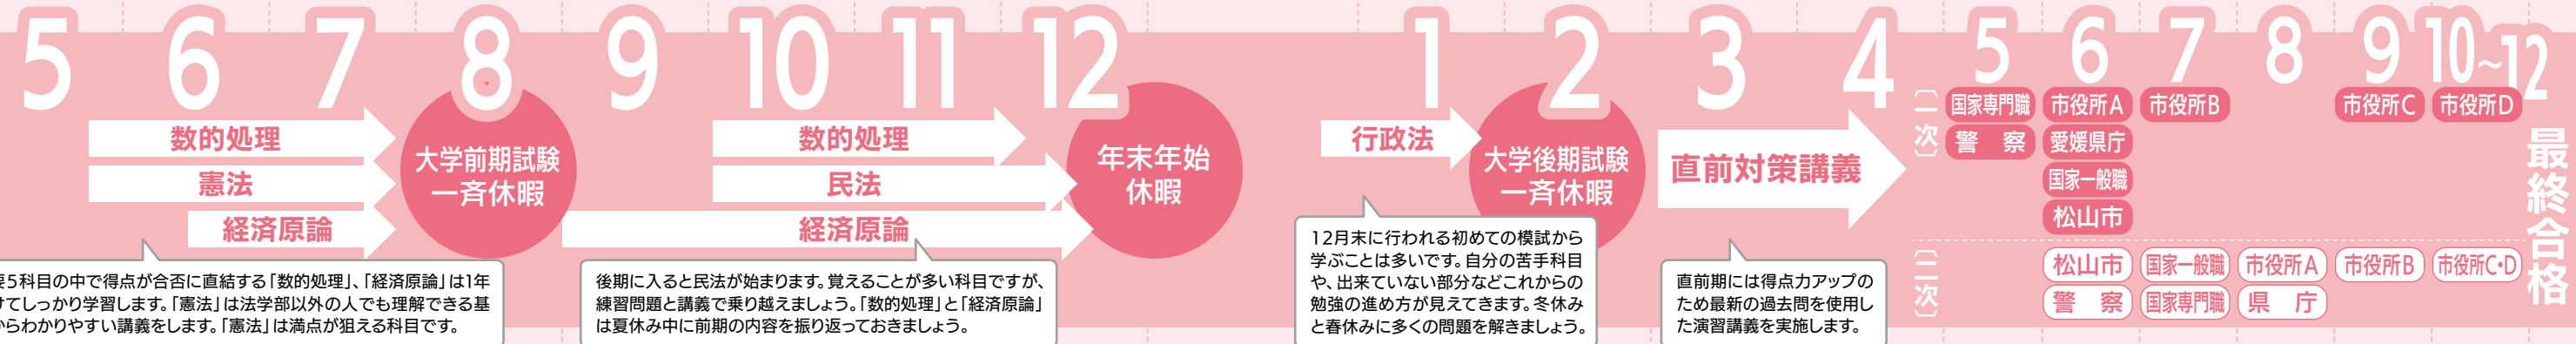 5 6 7 8 9 10 11 12 1 2 3 4 5 6 7 8 9 10~12
数的処理
憲法
経済原論
大学前期試験
一斉休暇
数的処理
民法
経済原論
年末年始
休暇
行政法
大学後期試験
一斉休暇
直前対策講義
〔一次〕
国家専門職 市役所A 市役所B 市役所C 市役所D
警 察 愛媛県庁
国家一般職
松山市
〔二次〕
松山市 国家一般職 市役所A 市役所B 市役所C・D
警 察 国家専門職 県 庁
最終合格
要5科目の中で得点が合否に直結する「数的処理」、「経済原論」は1年
けてしっかり学習します。「憲法」は法学部以外の人でも理解できる基
からわかりやすい講義をします。「憲法」は満点が狙える科目です。
後期に入ると民法が始まります。覚えることが多い科目ですが、
練習問題と講義で乗り越えましょう。「数的処理」と「経済原論」
は夏休み中に前期の内容を振り返っておきましょう。
12月末に行われる初めての模試から
学ぶことは多いです。自分の苦手科目
や、出来ていない部分などこれからの
勉強の進め方が見えてきます。冬休み
と春休みに多くの問題を解きましょう。
直前期には得点力アップの
ため最新の過去問を使用し
た演習講義を実施します。